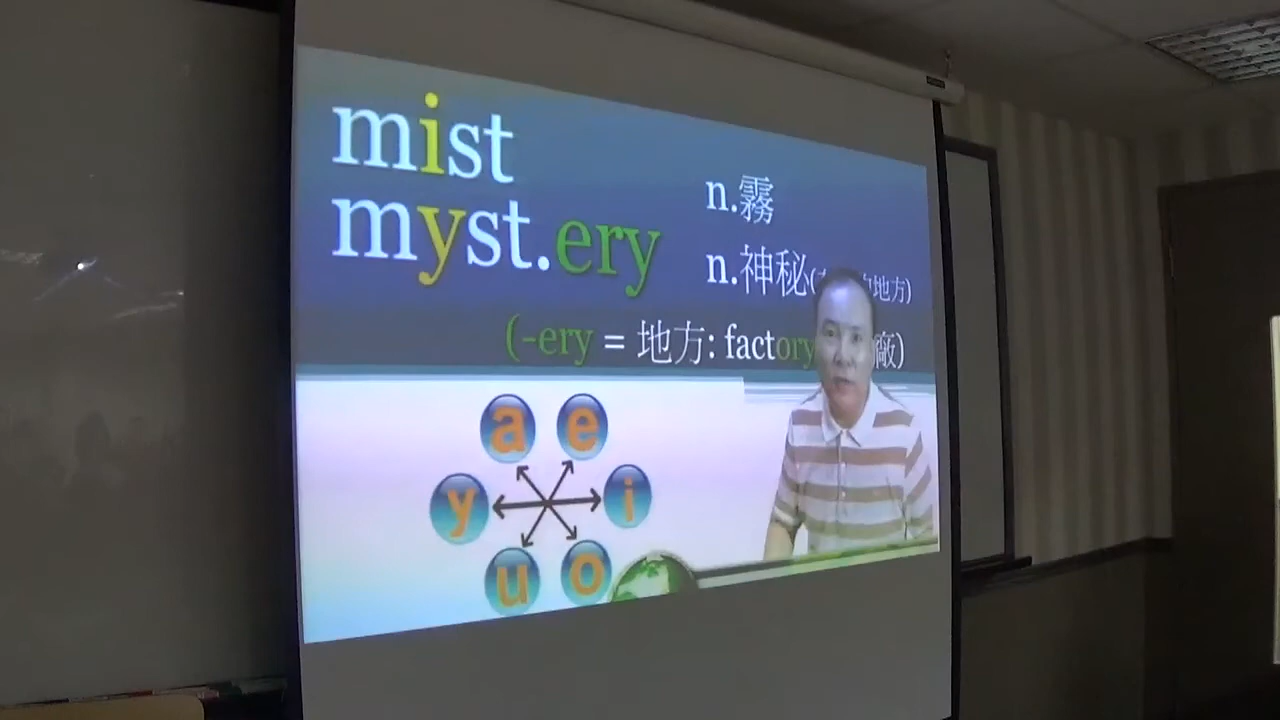 mist
n.霧
myst.ery
n.神秘(地方)
(-ery = 地方: factory 廠)
a e
y i
u o